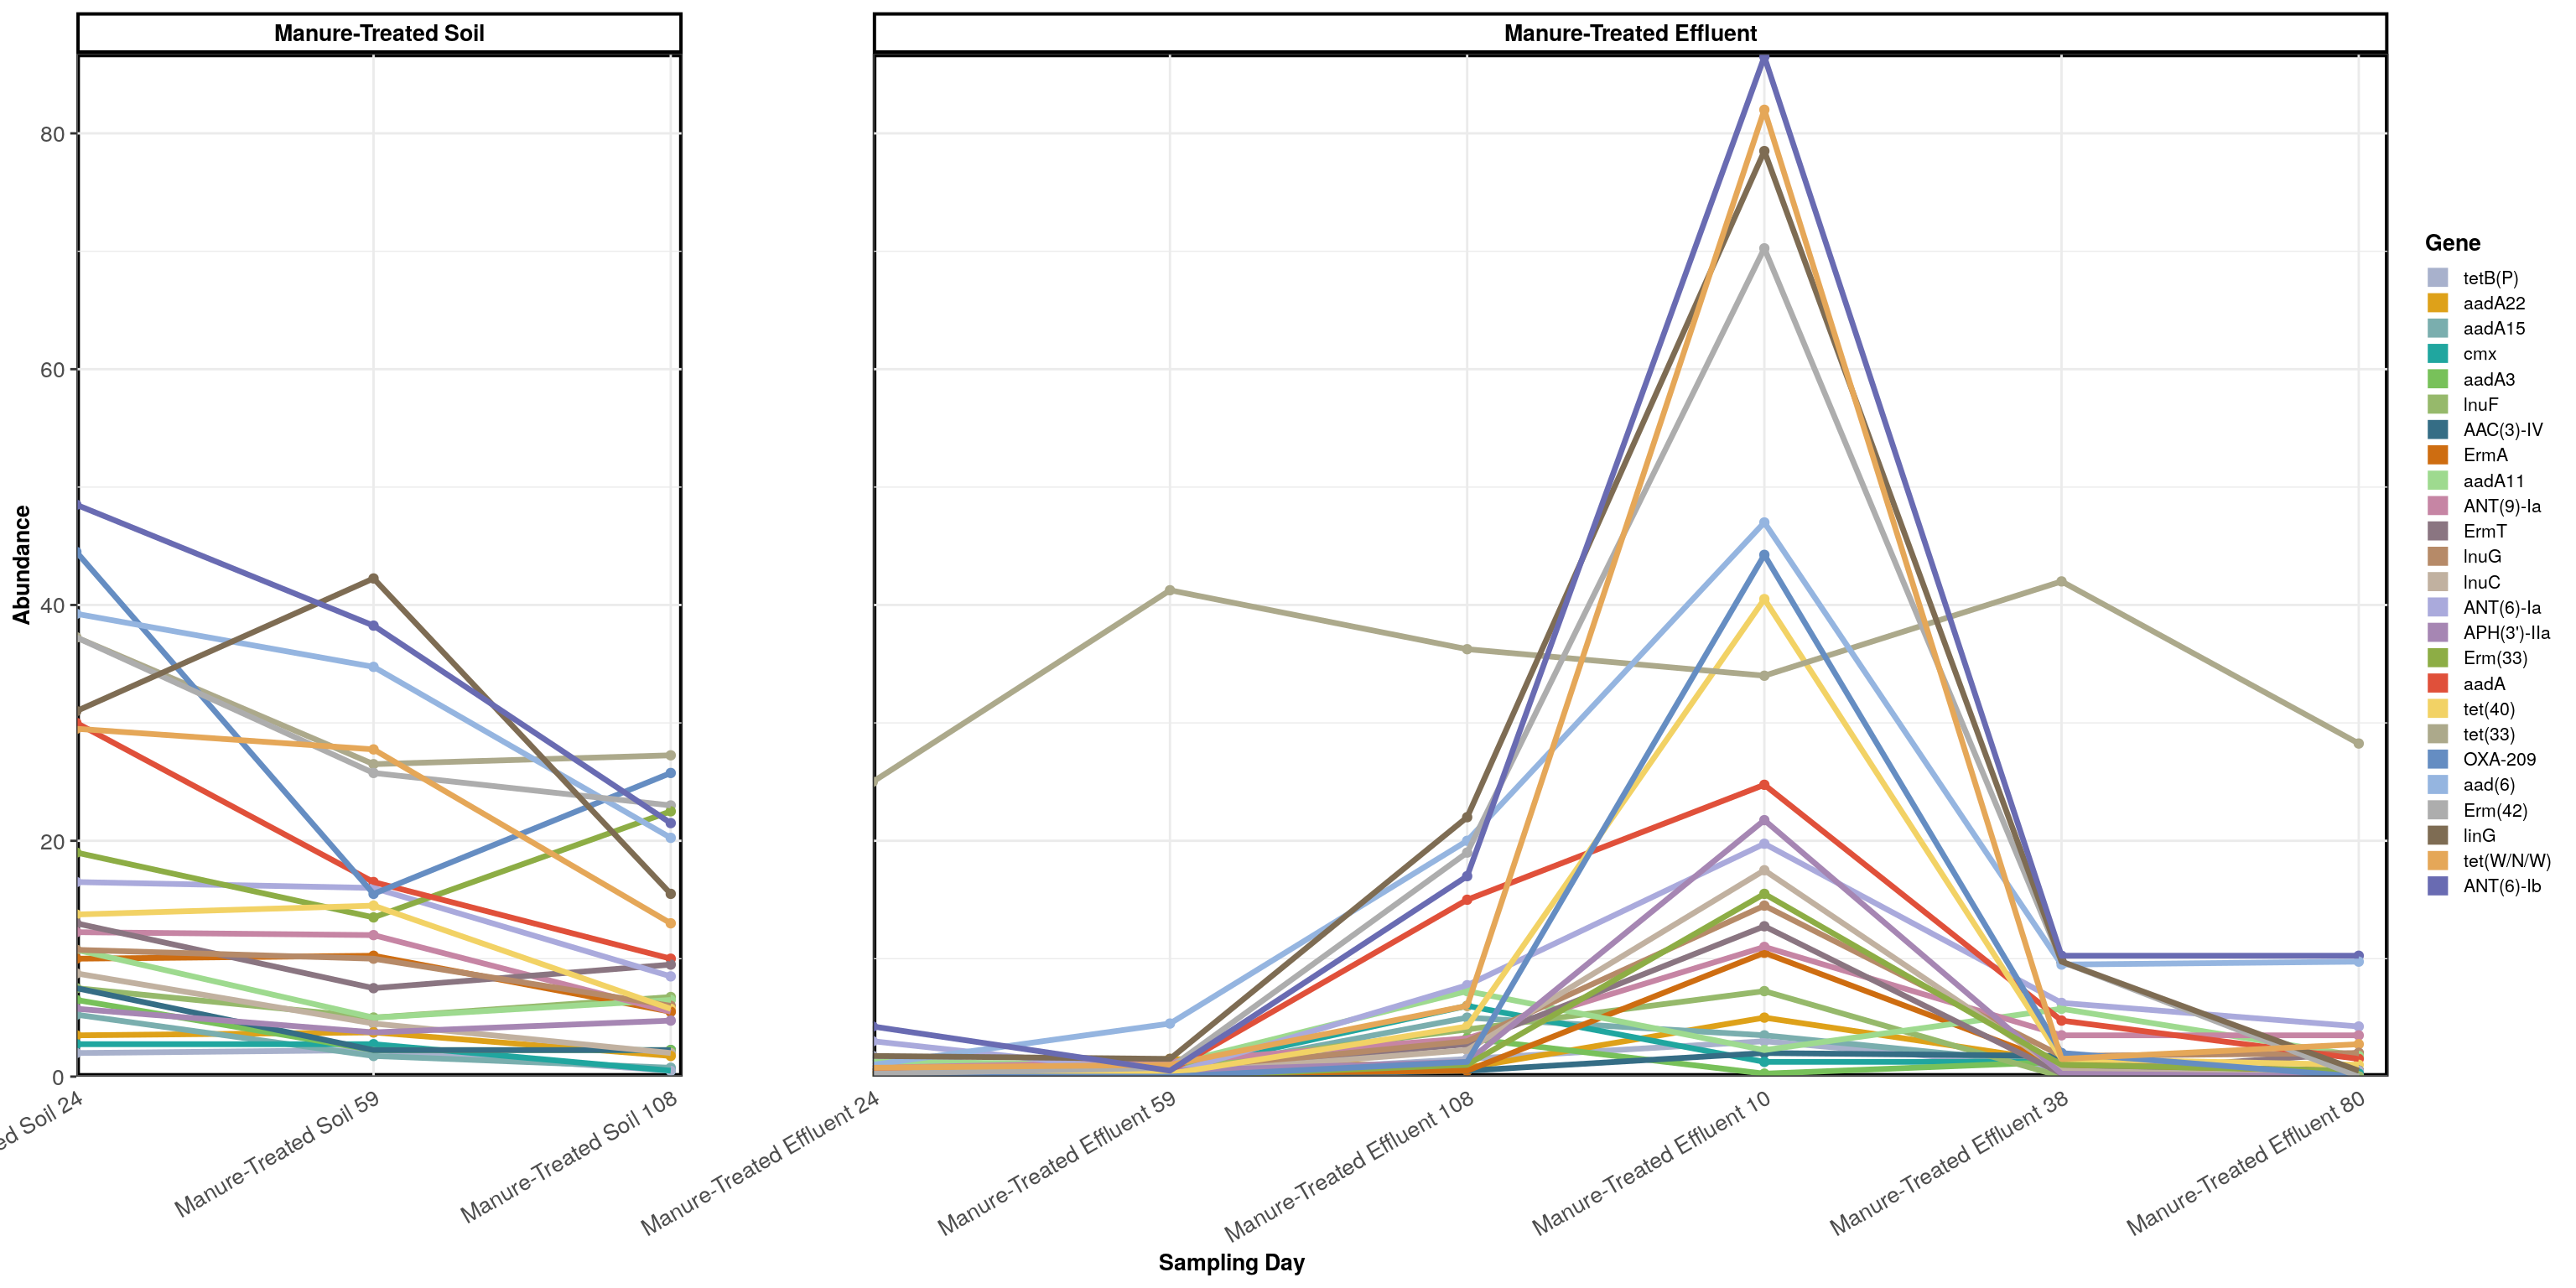 Manure-Treated Soil
Manure-Treated Effluent
80
60
40
20
0
Abundance
ed Soil 24
Manure-Treated Soil 59
Manure-Treated Soil 108
Manure-Treated Effluent 24
Manure-Treated Effluent 59
Manure-Treated Effluent 108
Manure-Treated Effluent 10
Manure-Treated Effluent 38
Manure-Treated Effluent 80
Sampling Day
Gene
tetB(P)
aadA22
aadA15
cmx
aadA3
lnuF
AAC(3)-IV
ErmA
aadA11
ANT(9)-Ia
ErmT
lnuG
lnuC
ANT(6)-Ia
APH(3')-IIa
Erm(33)
aadA
tet(40)
tet(33)
OXA-209
aad(6)
Erm(42)
linG
tet(W/N/W)
ANT(6)-Ib